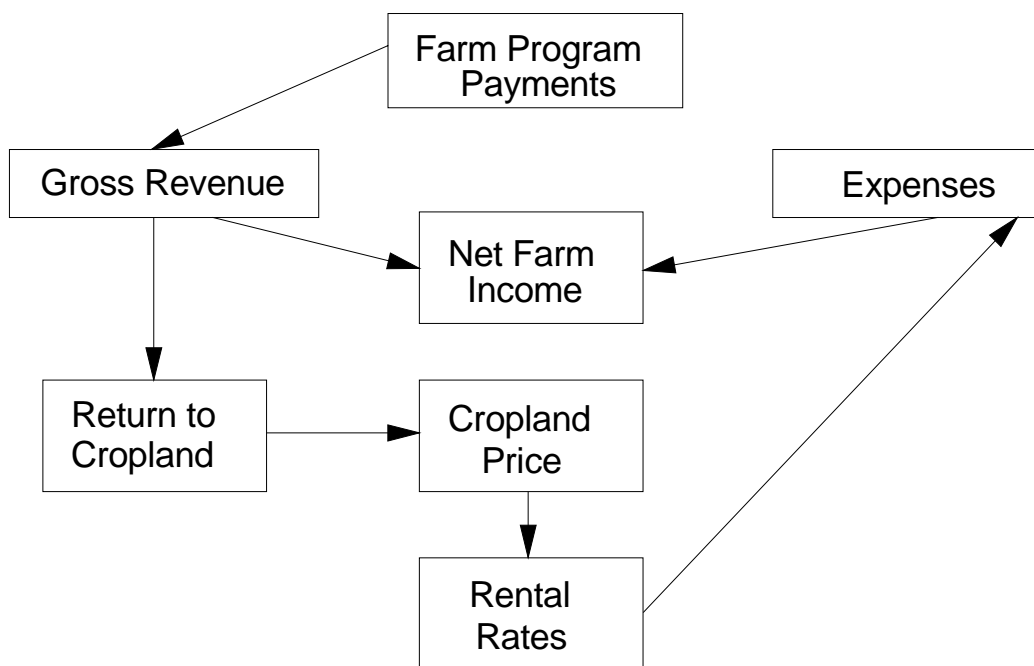 Farm Program
Payments
Gross Revenue
Expenses
Net Farm
Income
Return to
Cropland
Cropland
Price
Rental
Rates